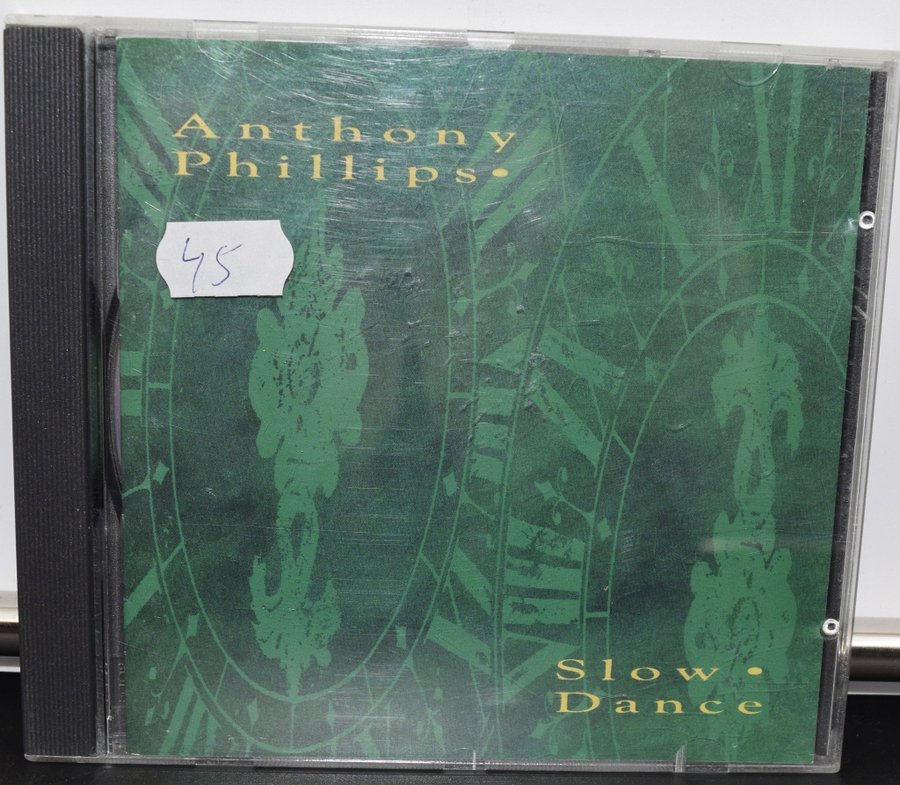 Anthony
Phillips•
45
Slow •
Dance